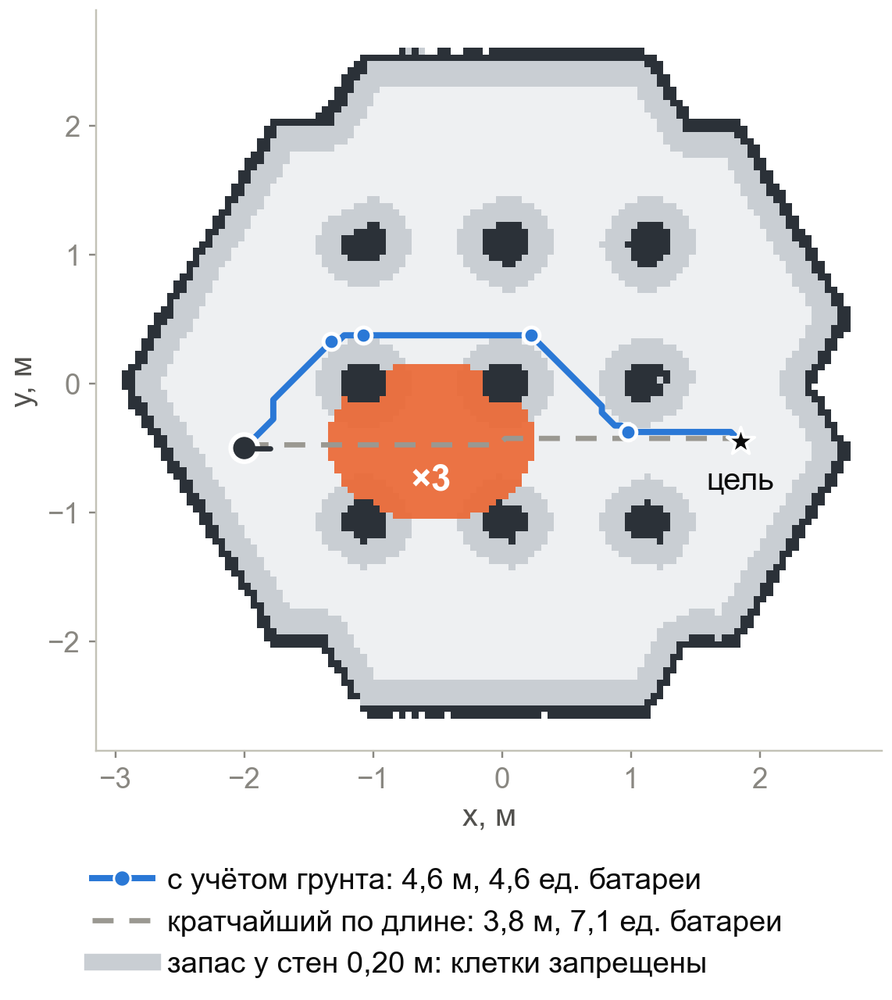 2
1
0
−1
−2
y, м
×3
цель
−3
−2
−1
0
1
2
x, м
с учётом грунта: 4,6 м, 4,6 ед. батареи
кратчайший по длине: 3,8 м, 7,1 ед. батареи
запас у стен 0,20 м: клетки запрещены